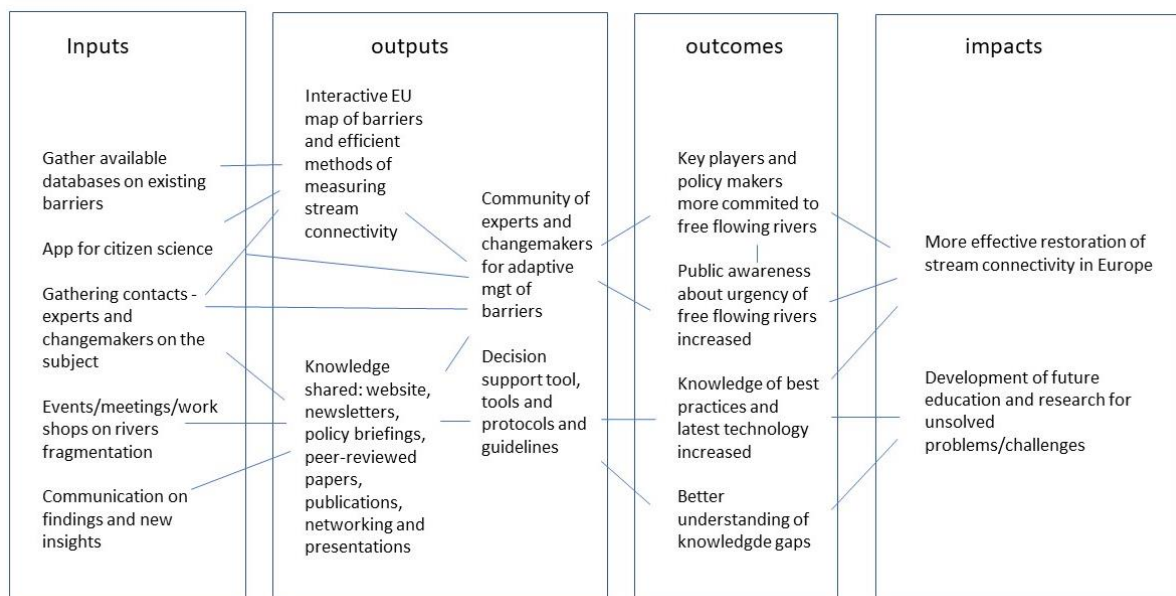 Inputs
Gather available
databases on existing
barriers
App for citizen science
Gathering contacts -
experts and
changemakers on the
subject
Events/meetings/work
shops on rivers
fragmentation
Communication on
findings and new
insights
outputs
Interactive EU
map of barriers
and efficient
methods of
measuring
stream
connectivity
Knowledge
shared: website,
newsletters,
policy briefings,
peer-reviewed
papers,
publications,
networking and
presentations
Community of
experts and
changemakers
for adaptive
mgt of
barriers
Decision
support tool,
tools and
protocols and
guidelines
outcomes
Key players and
policy makers
more commited to
free flowing rivers
Public awareness
about urgency of
free flowing rivers
increased
Knowledge of best
practices and
latest technology
increased
Better
understanding of
knowledgde gaps
impacts
More effective restoration of
stream connectivity in Europe
Development of future
education and research for
unsolved
problems/challenges